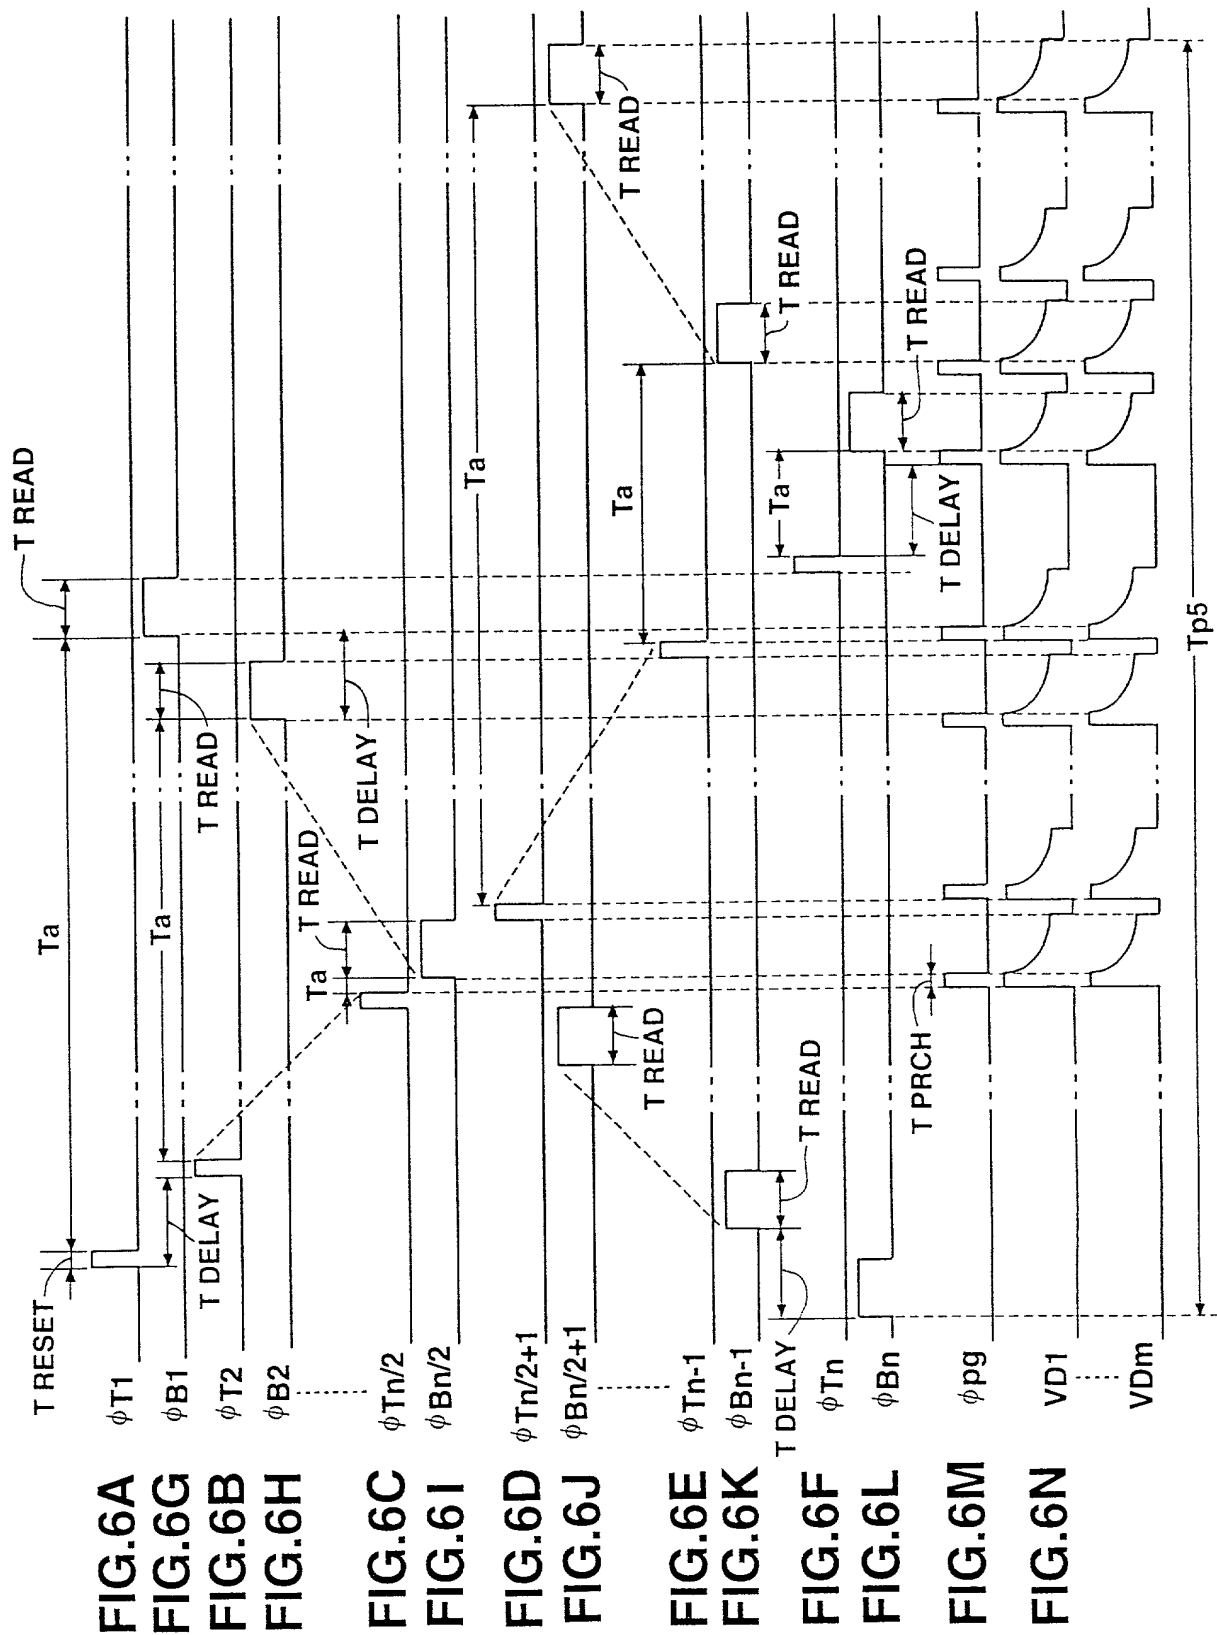 T READ
Ta
T RESET
T READ
Ta
T DELAY
T DELAY
T READ
Ta
Ta
T READ
T READ
Ta
T READ
T READ
Ta
T READ
T DELAY
T READ
T DELAY
T PRCH
Tp5
FIG.6A φT1
FIG.6G φB1
FIG.6B φT2
FIG.6H φB2
FIG.6C φTn/2
FIG.6I φBn/2
FIG.6D φTn/2+1
FIG.6J φBn/2+1
FIG.6E φTn-1
FIG.6K φBn-1
FIG.6F φTn
FIG.6L φBn
FIG.6M φpg
FIG.6N VD1
VDm